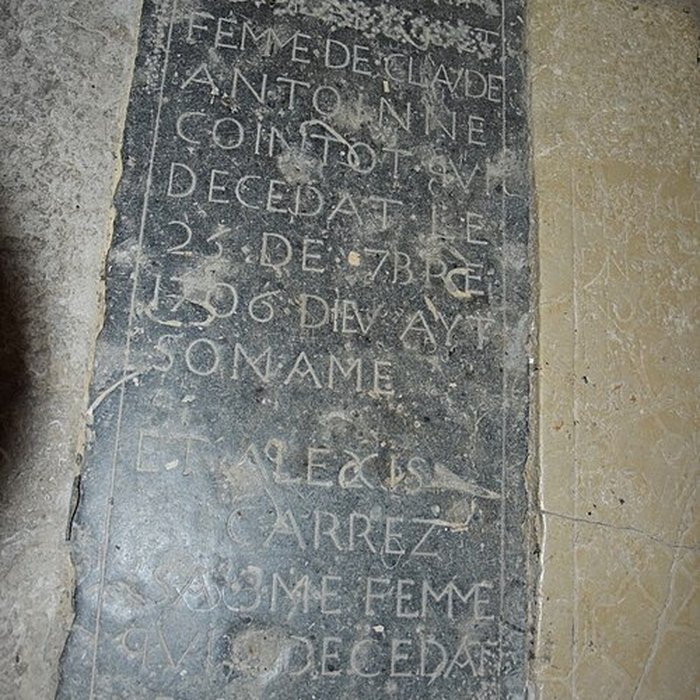 FEMME DE CLAVDE
ANTOINNE
COINTOT QVI
DECEDAT LE
25 DE 7BRE
1706 DIEV AYT
SON AME
ET ALEXIS
CARREZ
FEMME
QVI DECEDAT